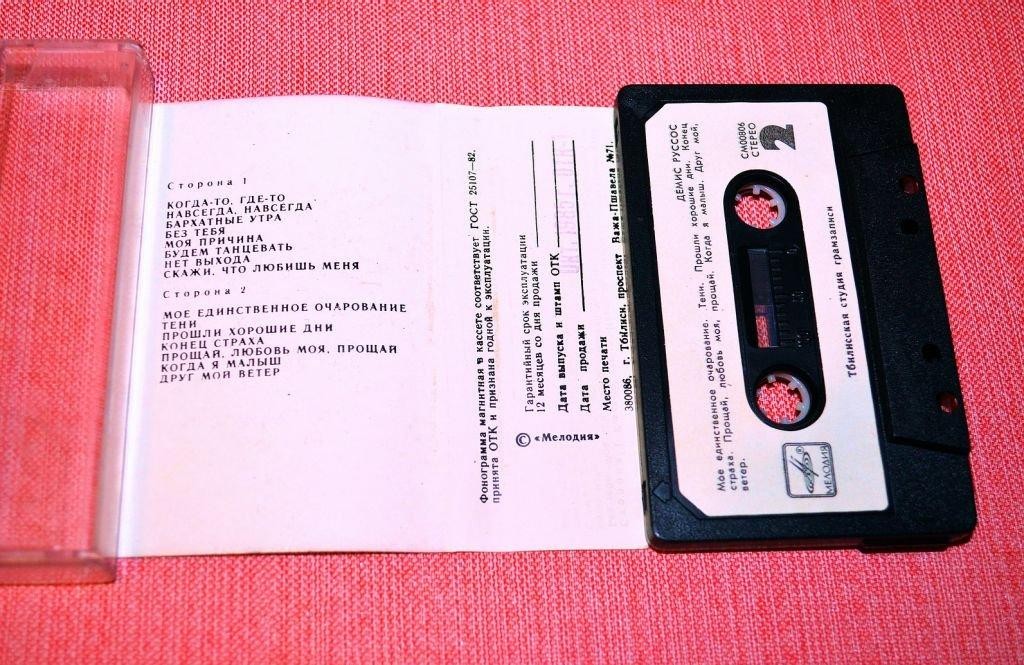 Сторона 1
КОГДА-ТО, ГДЕ-ТО
НАВСЕГДА, НАВСЕГДА
БАРХАТНЫЕ УТРА
БЕЗ ТЕБЯ
МОЯ ПРИЧИНА
БУДЕМ ТАНЦЕВАТЬ
НЕТ ВЫХОДА
СКАЖИ, ЧТО ЛЮБИШЬ МЕНЯ
Сторона 2
МОЕ ЕДИНСТВЕННОЕ ОЧАРОВАНИЕ
ТЕНИ
ПРОШЛИ ХОРОШИЕ ДНИ
КОНЕЦ СТРАХА
ПРОЩАЙ, ЛЮБОВЬ МОЯ, ПРОЩАЙ
КОГДА Я МАЛЫШ
ДРУГ МОЙ ВЕТЕР
Фонограмма магнитная в кассете соответствует ГОСТ 25107—82,
принята ОТК и признана годной к эксплуатации.
Гарантийный срок эксплуатации
12 месяцев со дня продажи
Дата выпуска и штамп ОТК
Дата продажи
Место печати
380086, г. Тбилиси, проспект Важа-Пшавела №71.
© «Мелодия»
ДЕМИС РУССОС
Мое единственное очарование. Тени. Прошли хорошие дни. Конец
страха. Прощай, любовь моя, прощай. Когда я малыш. Друг мой,
ветер.
СМ00806
СТЕРЕО
2
МЕЛОДИЯ
Тбилисская студия грамзаписи